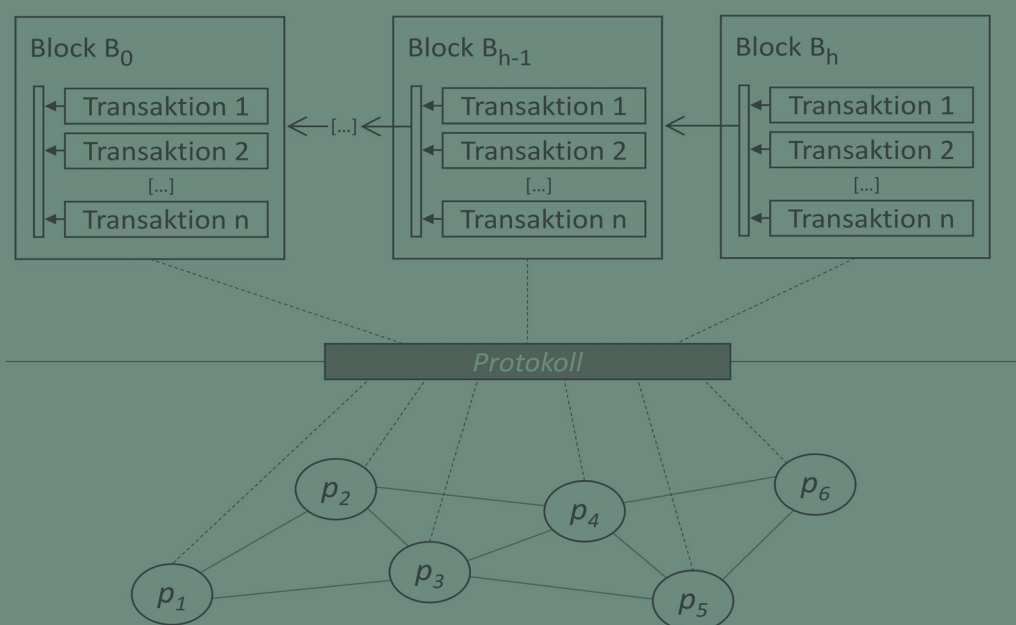 Block B₀
Transaktion 1
Transaktion 2
[...]
Transaktion n
[...]
Block Bₕ₋₁
Transaktion 1
Transaktion 2
[...]
Transaktion n
Block Bₕ
Transaktion 1
Transaktion 2
[...]
Transaktion n
Protokoll
p₁
p₂
p₃
p₄
p₅
p₆